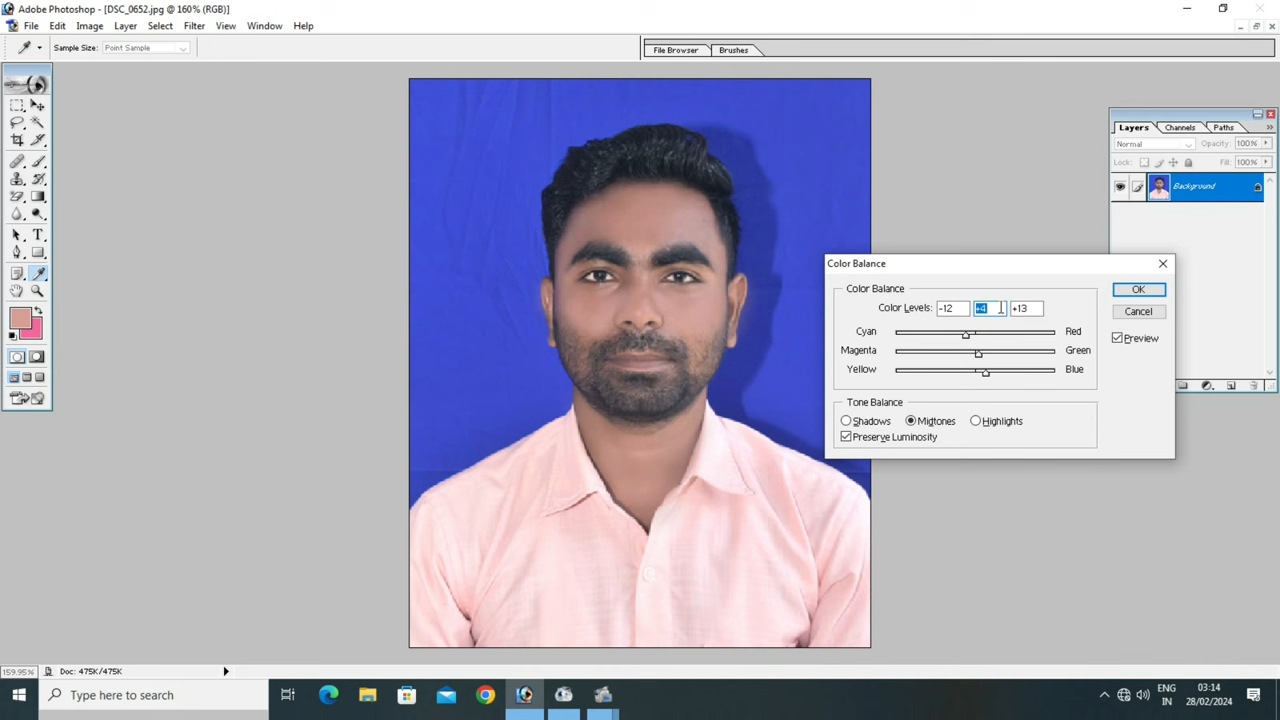 Adobe Photoshop - [DSC_0652.jpg @ 160% (RGB)]
File Edit Image Layer Select Filter View Window Help
Sample Size: Point Sample
File Browser Brushes
Layers Channels Paths
Normal Opacity: 100%
Lock: Fill: 100%
Background
Color Balance
Color Balance
Color Levels: -12 +4 +13
OK
Cyan Red
Cancel
Magenta Green
Preview
Yellow Blue
Tone Balance
Shadows Midtones Highlights
Preserve Luminosity
159.95% Doc: 475K/475K
Type here to search
ENG
IN
03:14
28/02/2024